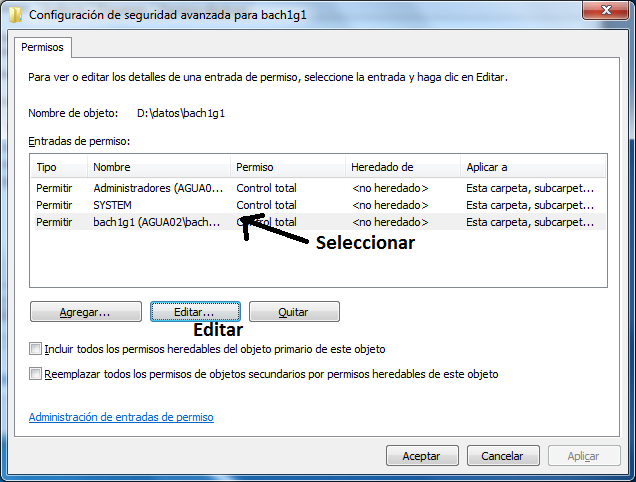 Configuración de seguridad avanzada para bach1g1
Permisos
Para ver o editar los detalles de una entrada de permiso, seleccione la entrada y haga clic en Editar.
Nombre de objeto: D:\datos\bach1g1
Entradas de permiso:
Tipo Nombre Permiso Heredado de Aplicar a
Permitir Administradores (AGUA0... Control total <no heredado> Esta carpeta, subcarpet...
Permitir SYSTEM Control total <no heredado> Esta carpeta, subcarpet...
Permitir bach1g1 (AGUA02\bach... Control total <no heredado> Esta carpeta, subcarpet...
Seleccionar
Agregar... Editar... Quitar
Editar
Incluir todos los permisos heredables del objeto primario de este objeto
Reemplazar todos los permisos de objetos secundarios por permisos heredables de este objeto
Administración de entradas de permiso
Aceptar Cancelar Aplicar